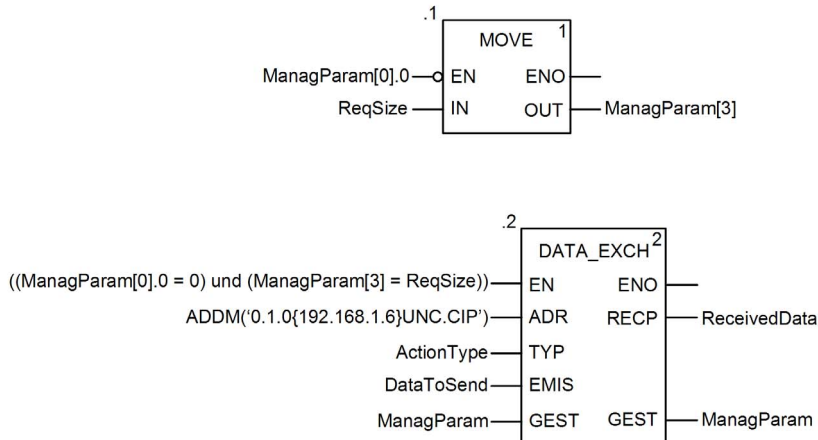 .1
MOVE 1
ManagParam[0].0 EN ENO
ReqSize IN OUT ManagParam[3]
.2
DATA_EXCH 2
((ManagParam[0].0 = 0) und (ManagParam[3] = ReqSize)) EN ENO
ADDM(‘0.1.0{192.168.1.6}UNC.CIP’) ADR RECP ReceivedData
ActionType TYP
DataToSend EMIS
ManagParam GEST GEST ManagParam